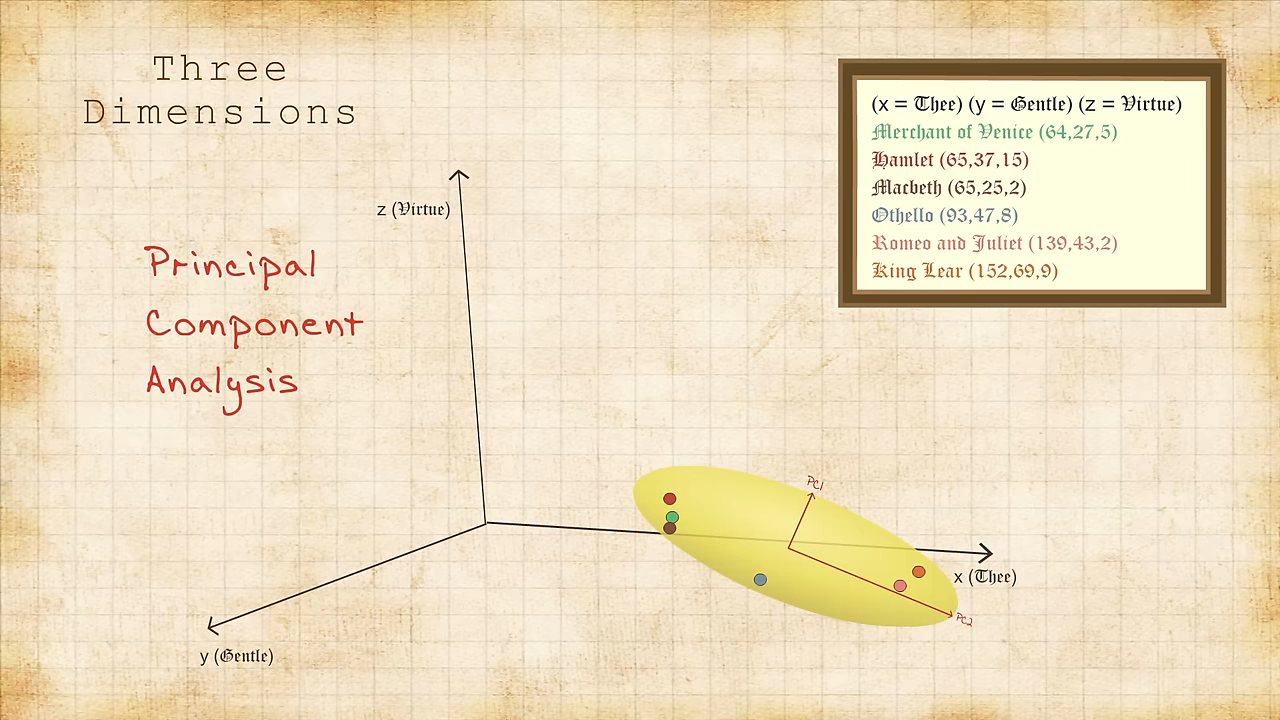 Three
Dimensions
(x = Thee) (y = Gentle) (z = Virtue)
Merchant of Venice (64,27,5)
Hamlet (65,37,15)
Macbeth (65,25,2)
Othello (93,47,8)
Romeo and Juliet (139,43,2)
King Lear (152,69,9)
z (Virtue)
Principal
Component
Analysis
PC1
x (Thee)
PC2
y (Gentle)